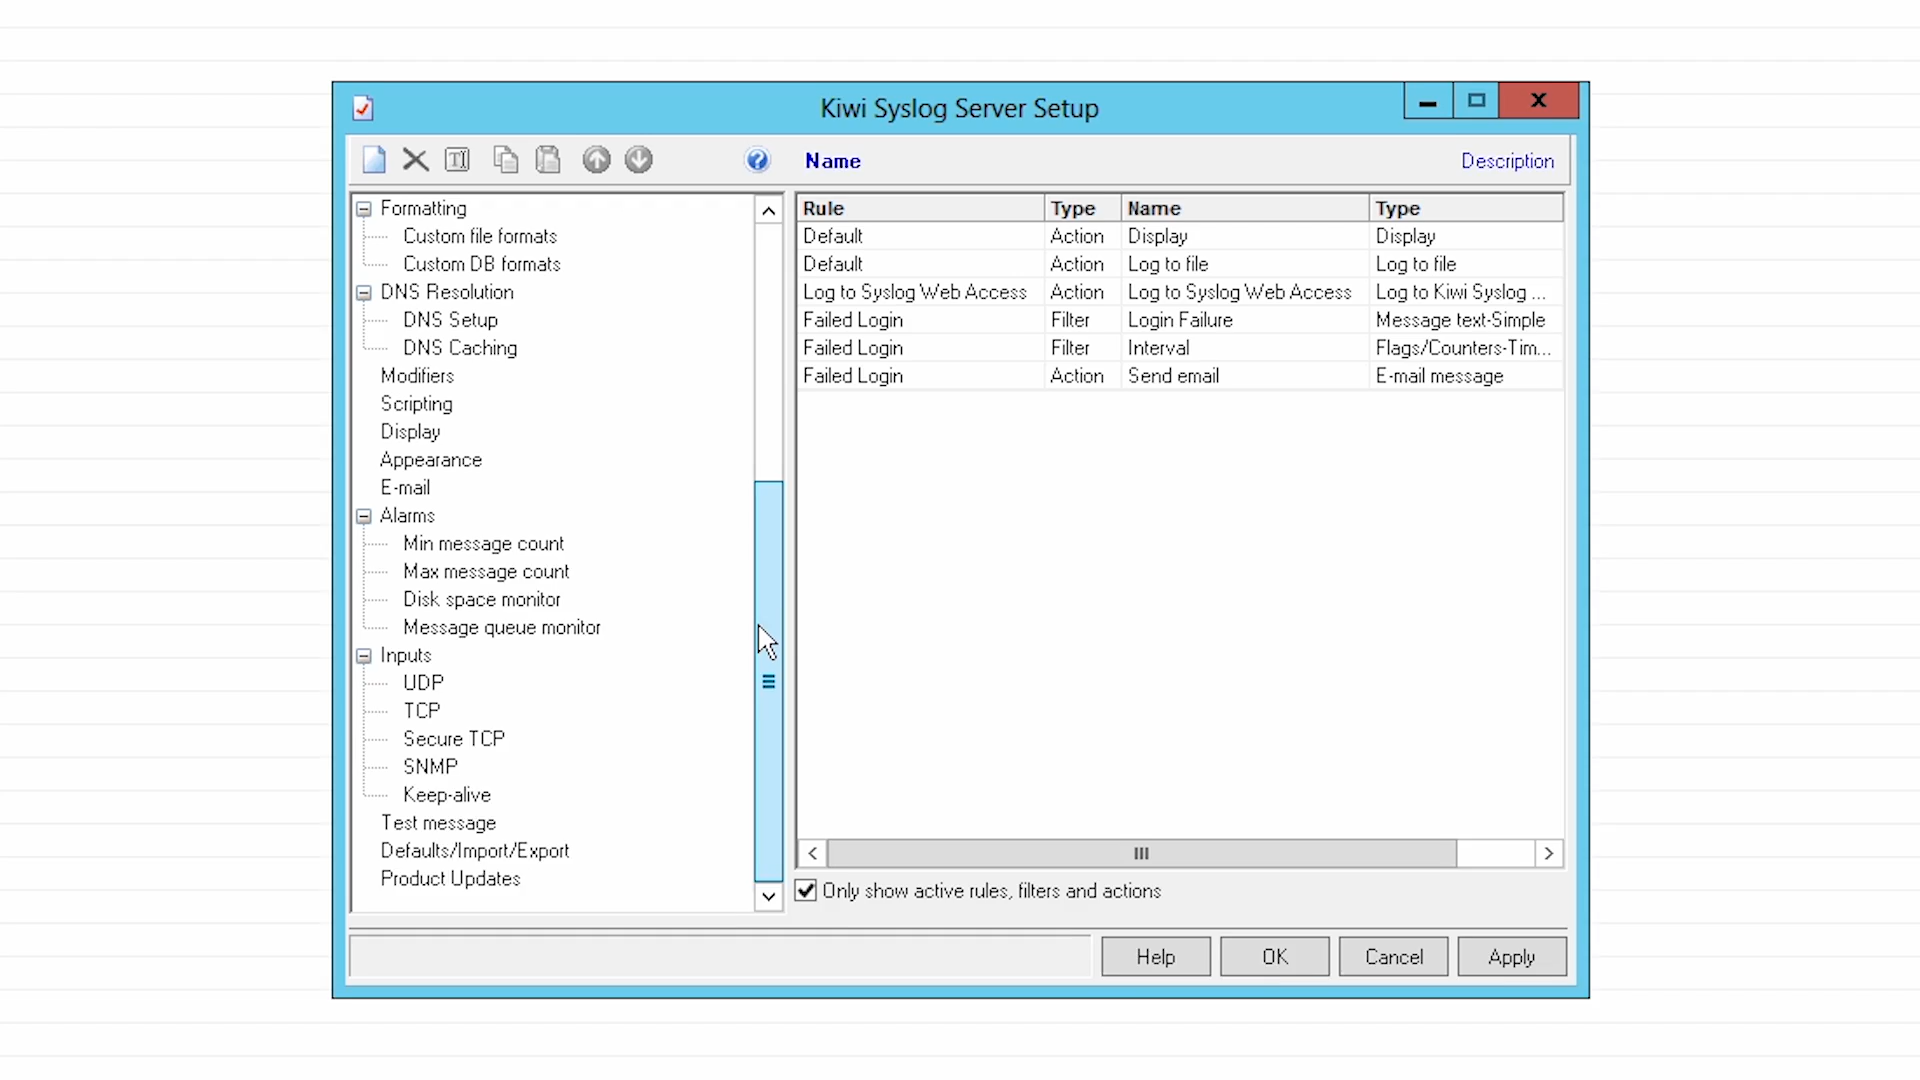 Kiwi Syslog Server Setup
Name Description
Formatting
Custom file formats
Custom DB formats
DNS Resolution
DNS Setup
DNS Caching
Modifiers
Scripting
Display
Appearance
E-mail
Alarms
Min message count
Max message count
Disk space monitor
Message queue monitor
Inputs
UDP
TCP
Secure TCP
SNMP
Keep-alive
Test message
Defaults/Import/Export
Product Updates
Rule Type Name Type
Default Action Display Display
Default Action Log to file Log to file
Log to Syslog Web Access Action Log to Syslog Web Access Log to Kiwi Syslog ...
Failed Login Filter Login Failure Message text-Simple
Failed Login Filter Interval Flags/Counters-Tim...
Failed Login Action Send email E-mail message
Only show active rules, filters and actions
Help OK Cancel Apply